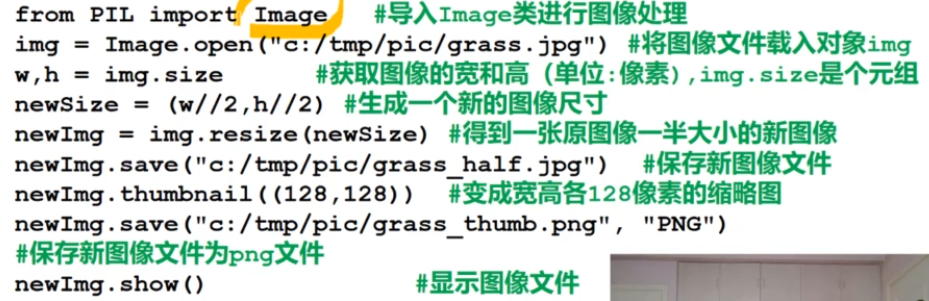 from PIL import Image #导入Image类进行图像处理
img = Image.open("c:/tmp/pic/grass.jpg") #将图像文件载入对象img
w,h = img.size #获取图像的宽和高（单位:像素）,img.size是个元组
newSize = (w//2,h//2) #生成一个新的图像尺寸
newImg = img.resize(newSize) #得到一张原图像一半大小的新图像
newImg.save("c:/tmp/pic/grass_half.jpg") #保存新图像文件
newImg.thumbnail((128,128)) #变成宽高各128像素的缩略图
newImg.save("c:/tmp/pic/grass_thumb.png", "PNG")
#保存新图像文件为png文件
newImg.show() #显示图像文件